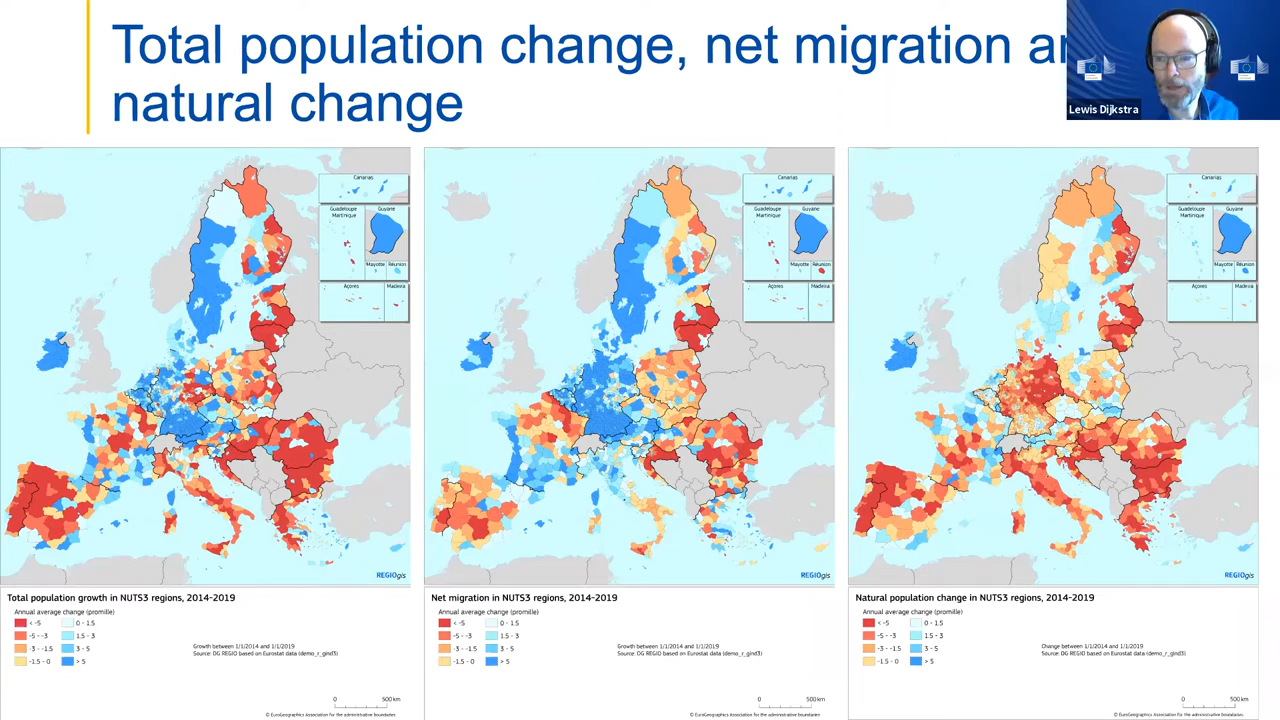 Total population change, net migration
natural change
Lewis Dijkstra
Canarias
Guadeloupe
Martinique
Guyane
Mayotte
Réunion
Açores
Madeira
REGIOgis
Total population growth in NUTS3 regions, 2014-2019
Annual average change (promille)
< -5
-5 - -3
-3 - -1.5
-1.5 - 0
0 - 1.5
1.5 - 3
3 - 5
> 5
Growth between 1/1/2014 and 1/1/2019
Source: DG REGIO based on Eurostat data (demo_r_gind3)
0 500 km
© EuroGeographics Association for the administrative boundaries
Canarias
Guadeloupe
Martinique
Guyane
Mayotte
Réunion
Açores
Madeira
REGIOgis
Net migration in NUTS3 regions, 2014-2019
Annual average change (promille)
< -5
-5 - -3
-3 - -1.5
-1.5 - 0
0 - 1.5
1.5 - 3
3 - 5
> 5
Growth between 1/1/2014 and 1/1/2019
Source: DG REGIO based on Eurostat data (demo_r_gind3)
0 500 km
© EuroGeographics Association for the administrative boundaries
Canarias
Guadeloupe
Martinique
Guyane
Mayotte
Réunion
Açores
Madeira
REGIOgis
Natural population change in NUTS3 regions, 2014-2019
Annual average change (promille)
< -5
-5 - -3
-3 - -1.5
-1.5 - 0
0 - 1.5
1.5 - 3
3 - 5
> 5
Change between 1/1/2014 and 1/1/2019
Source: DG REGIO based on Eurostat data (demo_r_gind3)
0 500 km
© EuroGeographics Association for the administrative boundaries